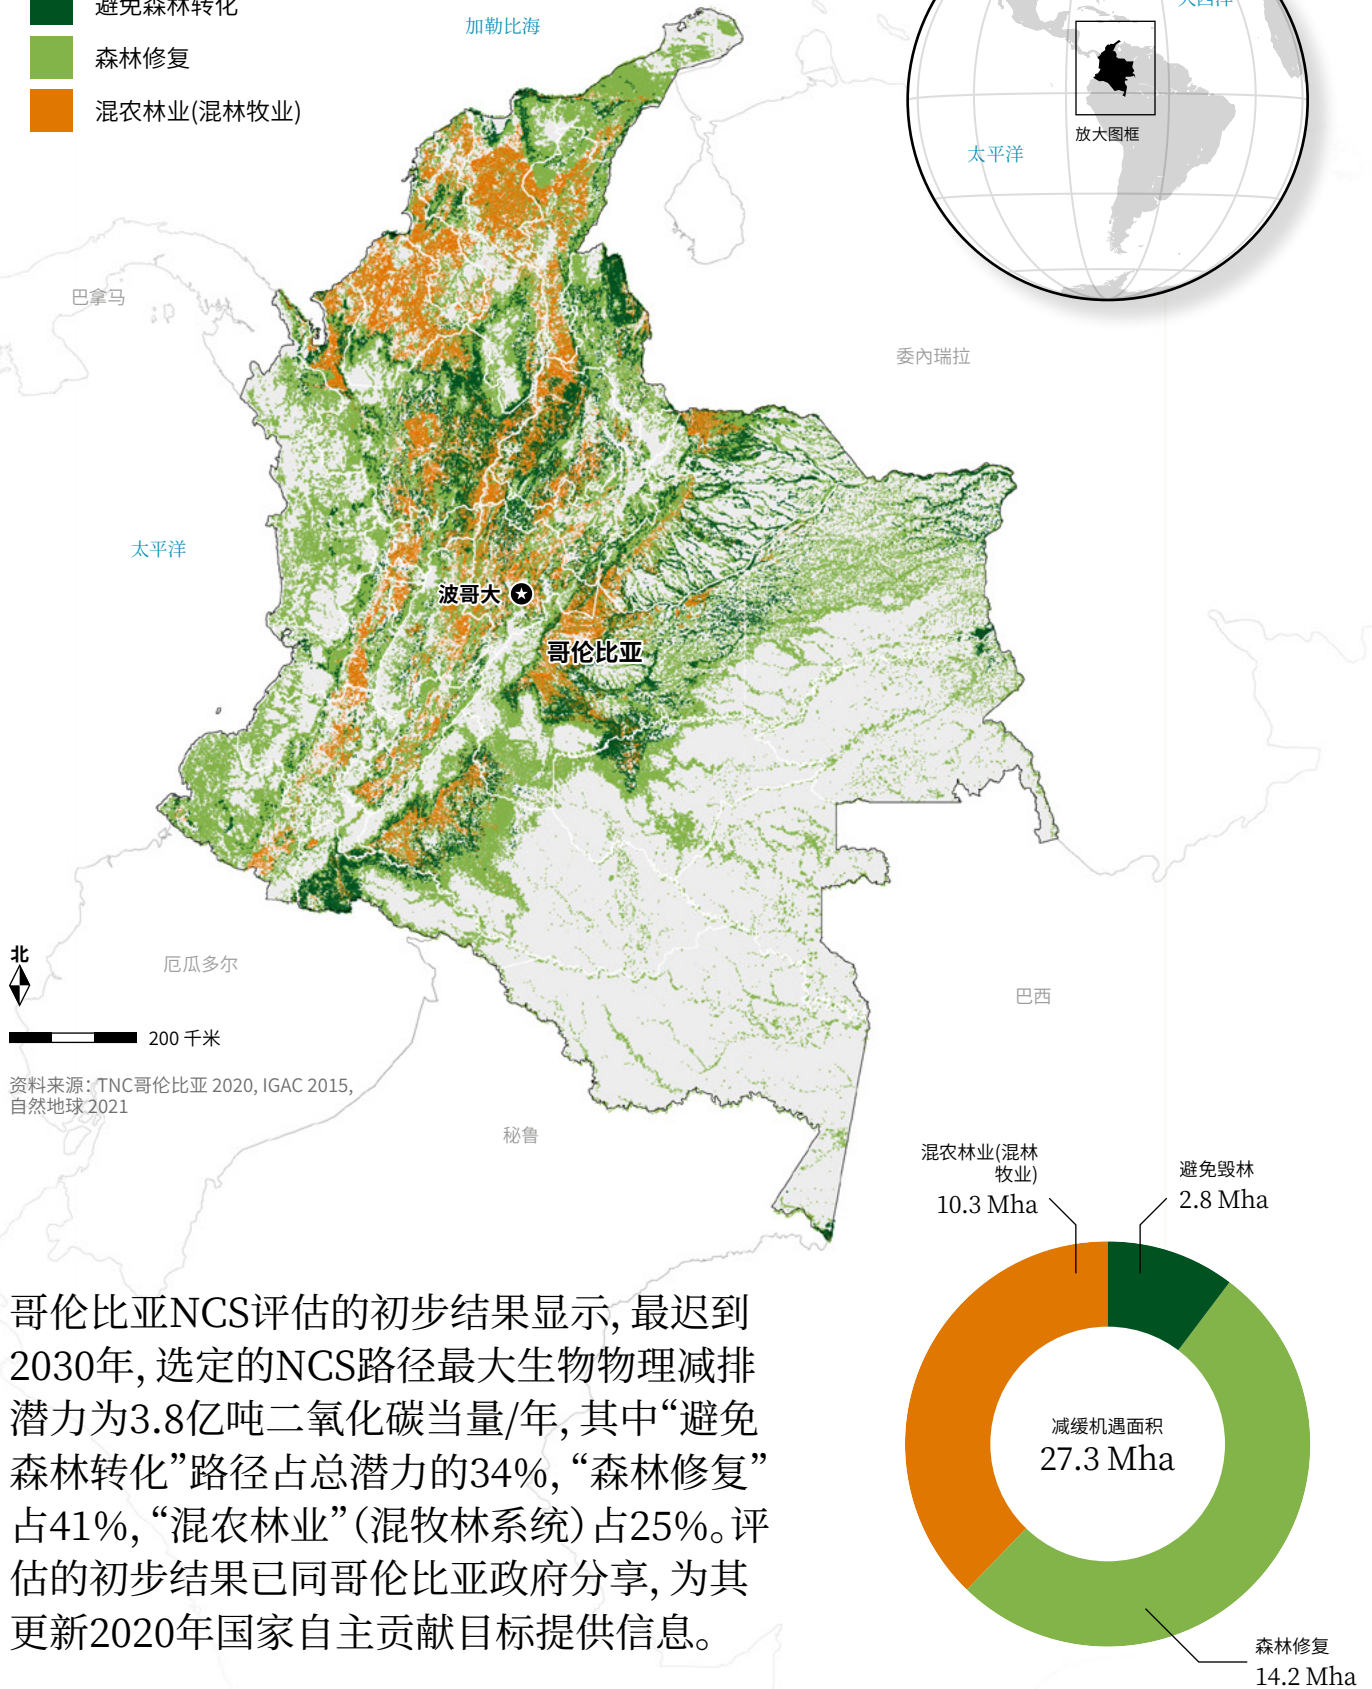 避免森林转化
加勒比海
大西洋
森林修复
混农林业(混林牧业)
放大图框
太平洋
巴拿马
委内瑞拉
太平洋
波哥大
哥伦比亚
北
厄瓜多尔
巴西
200 千米
资料来源：TNC哥伦比亚 2020, IGAC 2015,
自然地球 2021
秘鲁
混农林业(混林
牧业)
10.3 Mha
避免毁林
2.8 Mha
减缓机遇面积
27.3 Mha
森林修复
14.2 Mha
哥伦比亚NCS评估的初步结果显示, 最迟到
2030年, 选定的NCS路径最大生物物理减排
潜力为3.8亿吨二氧化碳当量/年, 其中“避免
森林转化”路径占总潜力的34%, “森林修复”
占41%, “混农林业”（混牧林系统）占25%。评
估的初步结果已同哥伦比亚政府分享, 为其
更新2020年国家自主贡献目标提供信息。